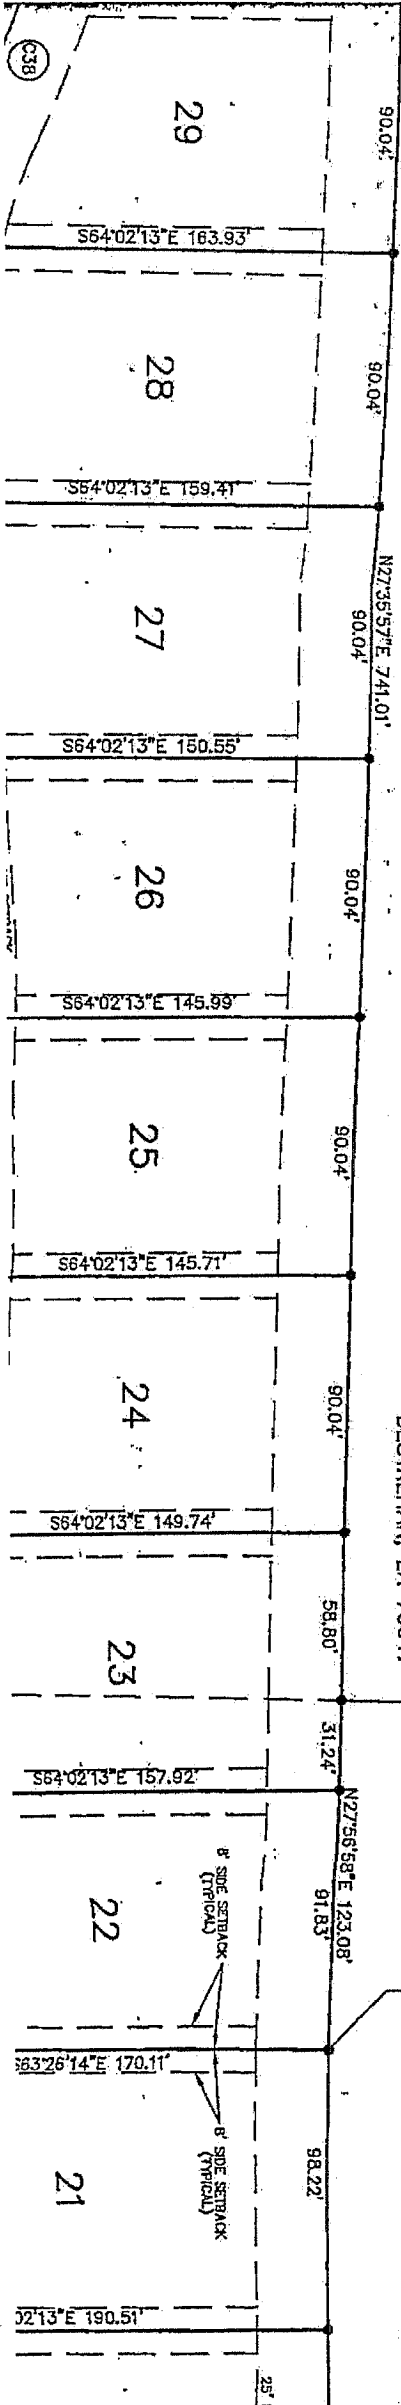 C38
29
90.04'
S64°02'13"E 163.93'
28
90.04'
S64°02'13"E 159.41'
27
N27°35'57"E 741.01'
90.04'
S64°02'13"E 150.55'
26
90.04'
S64°02'13"E 145.99'
25
90.04'
S64°02'13"E 145.71'
24
90.04'
S64°02'13"E 149.74'
23
58.80'
31.24'
S64°02'13"E 157.92'
N27°56'58"E 123.08'
91.83'
22
8' SIDE SETBACK
(TYPICAL)
S63°26'14"E 170.11'
8' SIDE SETBACK
(TYPICAL)
21
98.22'
02'13"E 190.51'
25'